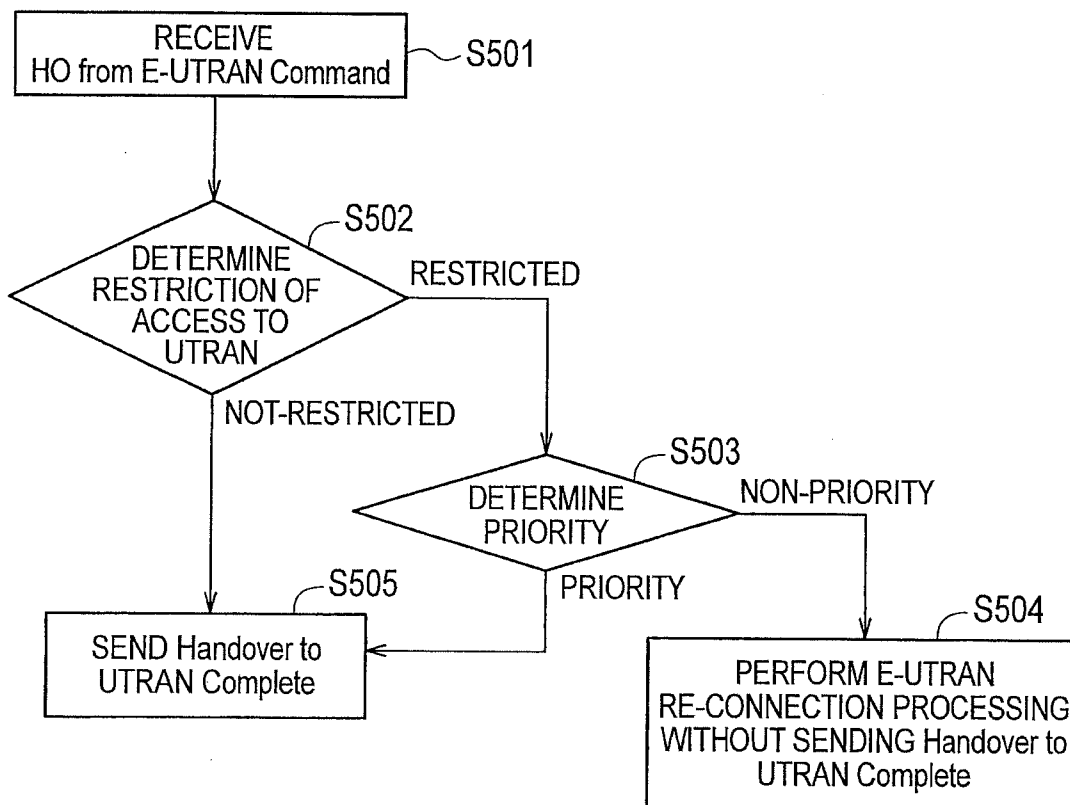 RECEIVE
HO from E-UTRAN Command
S501
S502
DETERMINE
RESTRICTION OF
ACCESS TO
UTRAN
RESTRICTED
NOT-RESTRICTED
S503
DETERMINE
PRIORITY
NON-PRIORITY
PRIORITY
S505
SEND Handover to
UTRAN Complete
S504
PERFORM E-UTRAN
RE-CONNECTION PROCESSING
WITHOUT SENDING Handover to
UTRAN Complete